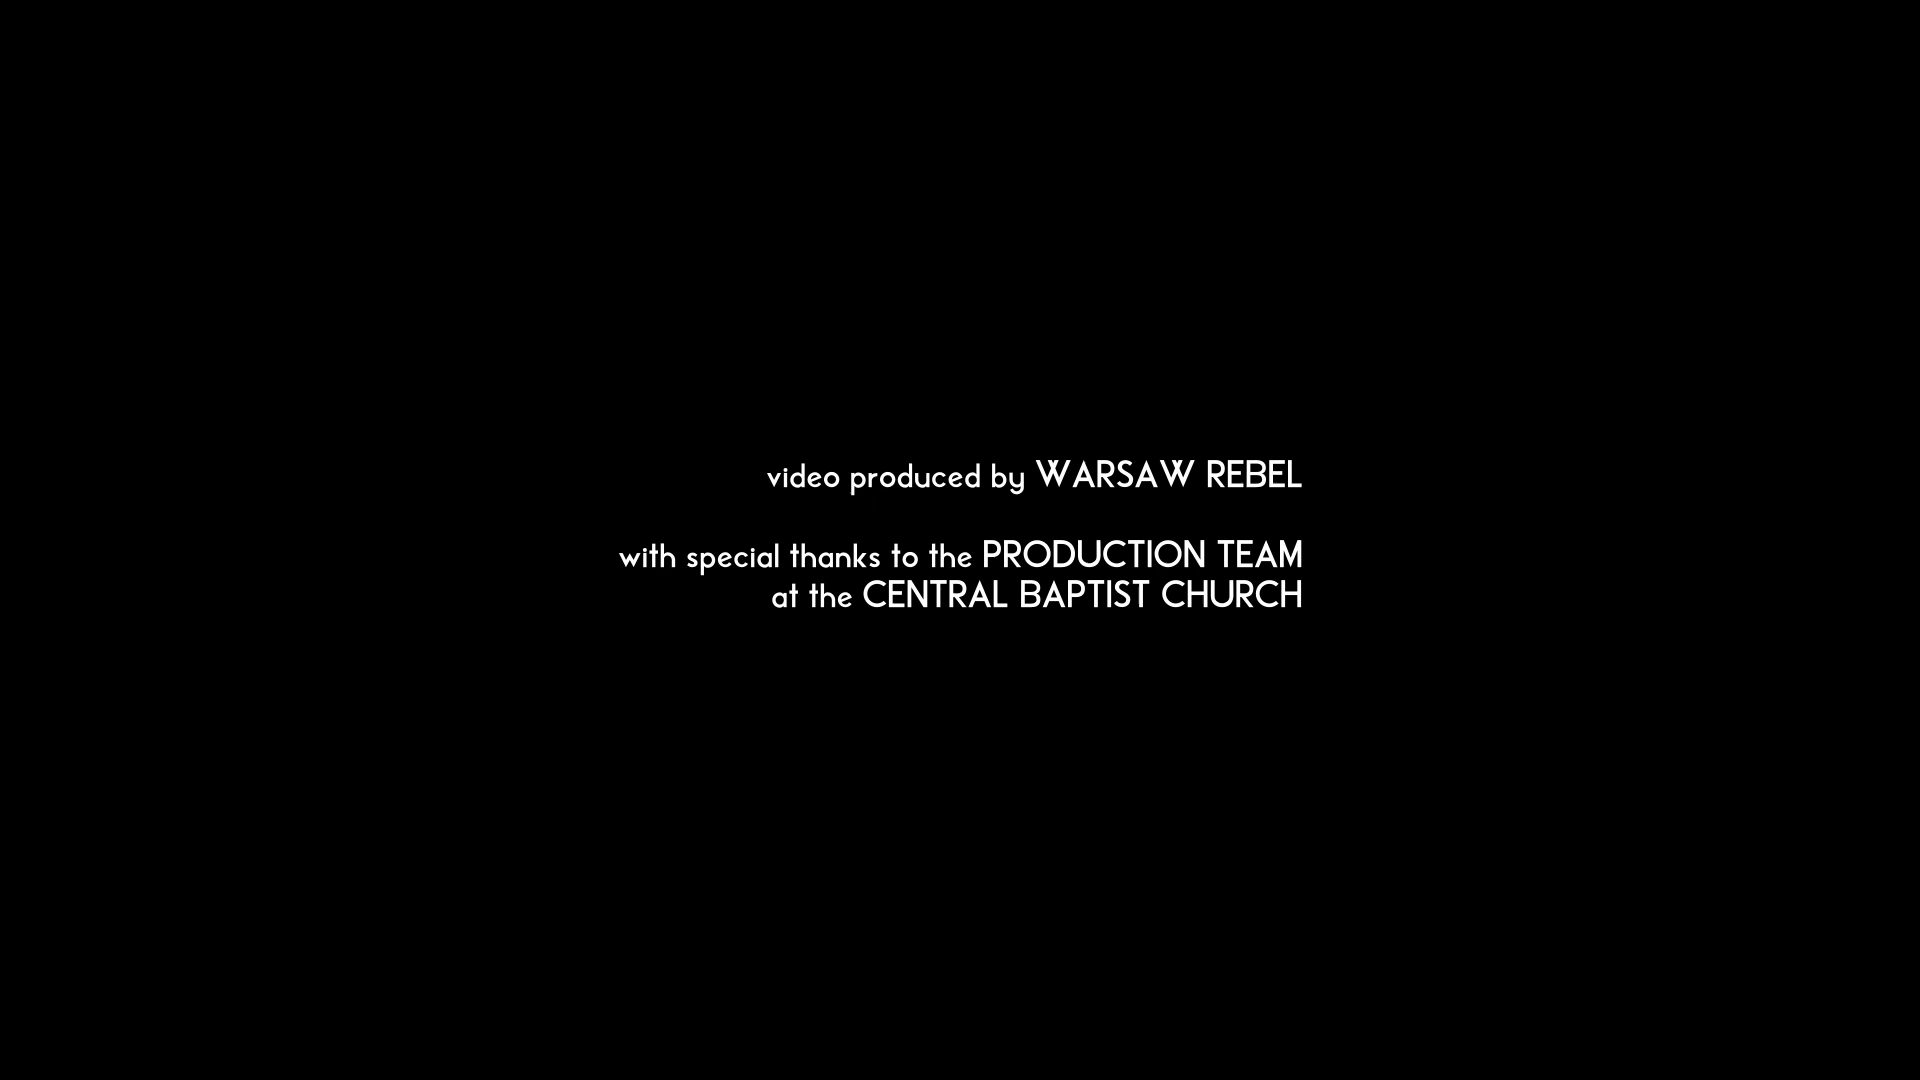 video produced by WARSAW REBEL
with special thanks to the PRODUCTION TEAM
at the CENTRAL BAPTIST CHURCH